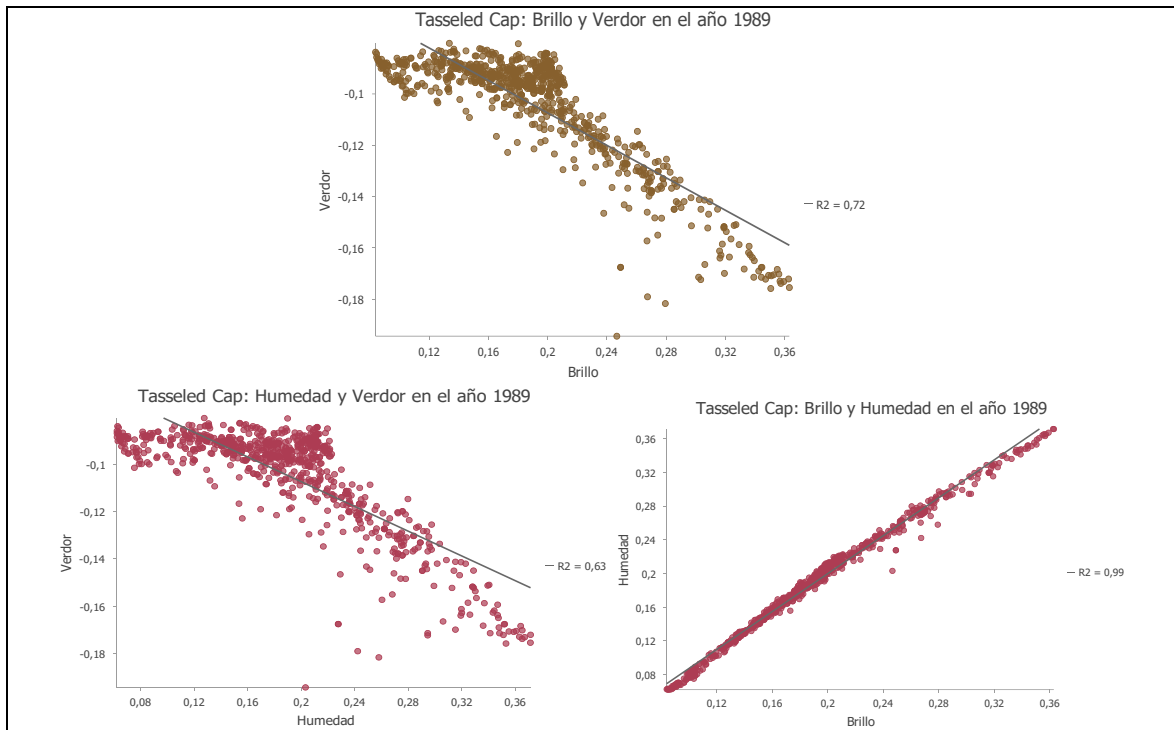 Tasseled Cap: Brillo y Verdor en el año 1989
-0,1
-0,12
-0,14
-0,16
-0,18
Verdor
0,12 0,16 0,2 0,24 0,28 0,32 0,36
Brillo
R2 = 0,72
Tasseled Cap: Humedad y Verdor en el año 1989
-0,1
-0,12
-0,14
-0,16
-0,18
Verdor
0,08 0,12 0,16 0,2 0,24 0,28 0,32 0,36
Humedad
R2 = 0,63
Tasseled Cap: Brillo y Humedad en el año 1989
0,36
0,32
0,28
0,24
0,2
0,16
0,12
0,08
Humedad
0,12 0,16 0,2 0,24 0,28 0,32 0,36
Brillo
R2 = 0,99